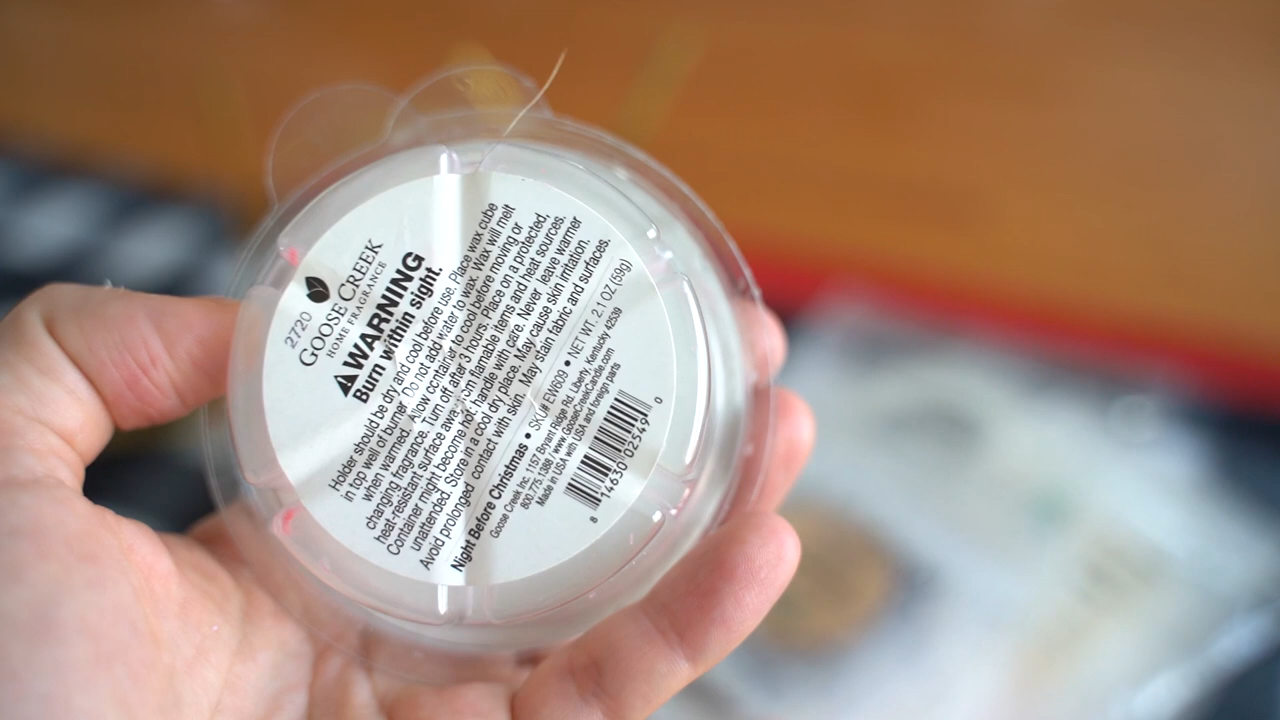 2720
GOOSE CREEK
HOME FRAGRANCE
WARNING
Burn within sight.
Holder should be dry and cool before use. Place wax cube
in top well of burner. Do not add water to wax. Wax will melt
when warmed. Allow container to cool before moving or
changing fragrance. Turn off after 3 hours. Place on a protected,
heat-resistant surface away from flamable items and heat sources.
Container might become hot, handle with care. Never leave warmer
unattended. Store in a cool dry place. May cause skin irritation.
Avoid prolonged contact with skin. May stain fabric and surfaces.
Night Before Christmas • SKU# EW609 • NET WT. 2.1 OZ (59g)
Goose Creek Inc. 1157 Bryan Ridge Rd. Liberty, Kentucky 42539
800.775.1388 / www.GooseCreekCandle.com
Made in USA with USA and foreign parts
8 14630 02549 0